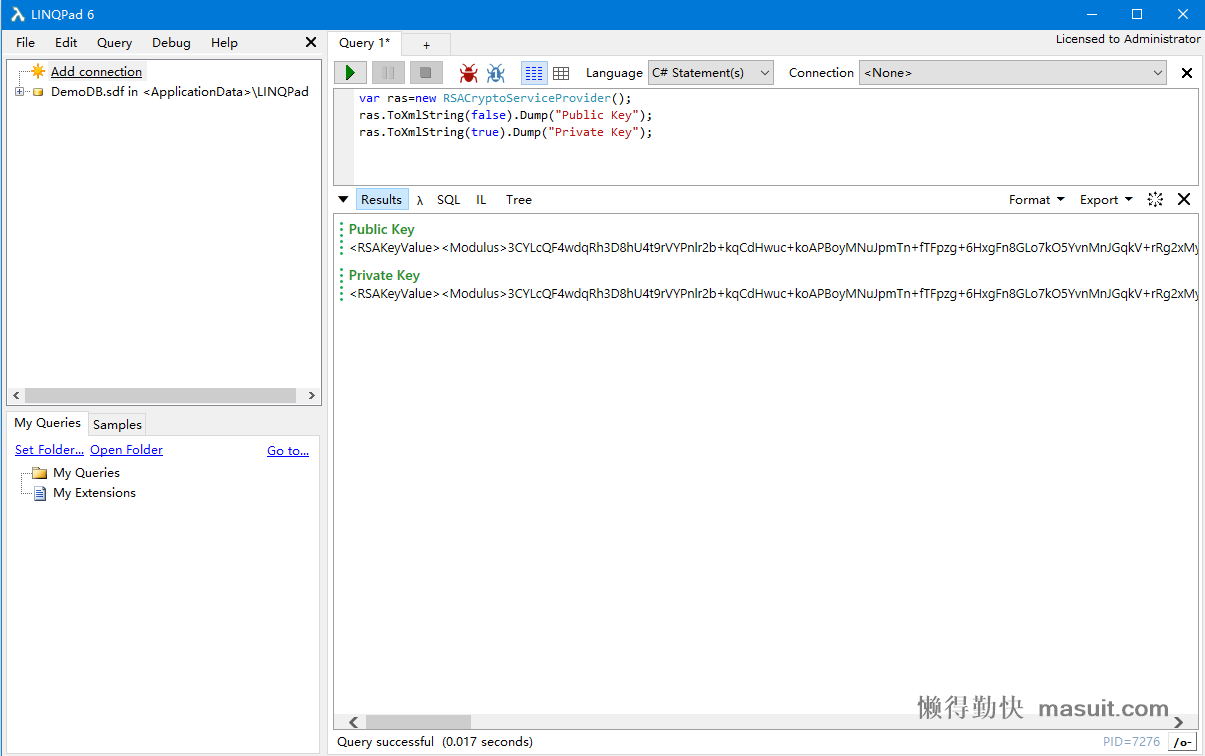 LINQPad 6
File Edit Query Debug Help
Query 1* +
Licensed to Administrator
Add connection
DemoDB.sdf in <ApplicationData>\LINQPad
Language C# Statement(s) Connection <None>
var ras=new RSACryptoServiceProvider();
ras.ToXmlString(false).Dump("Public Key");
ras.ToXmlString(true).Dump("Private Key");
Results λ SQL IL Tree Format Export
Public Key
<RSAKeyValue><Modulus>3CYLcQF4wdqRh3D8hU4t9rVYPnlr2b+kqCdHwuc+koAPBoyMNuJpmTn+fTFpzg+6HxgFn8GLo7kO5YvnMnJGqkV+rRg2xMy
Private Key
<RSAKeyValue><Modulus>3CYLcQF4wdqRh3D8hU4t9rVYPnlr2b+kqCdHwuc+koAPBoyMNuJpmTn+fTFpzg+6HxgFn8GLo7kO5YvnMnJGqkV+rRg2xMy
My Queries Samples
Set Folder... Open Folder Go to...
My Queries
My Extensions
懒得勤快 masuit.com
Query successful (0.017 seconds)
PID=7276 /o-